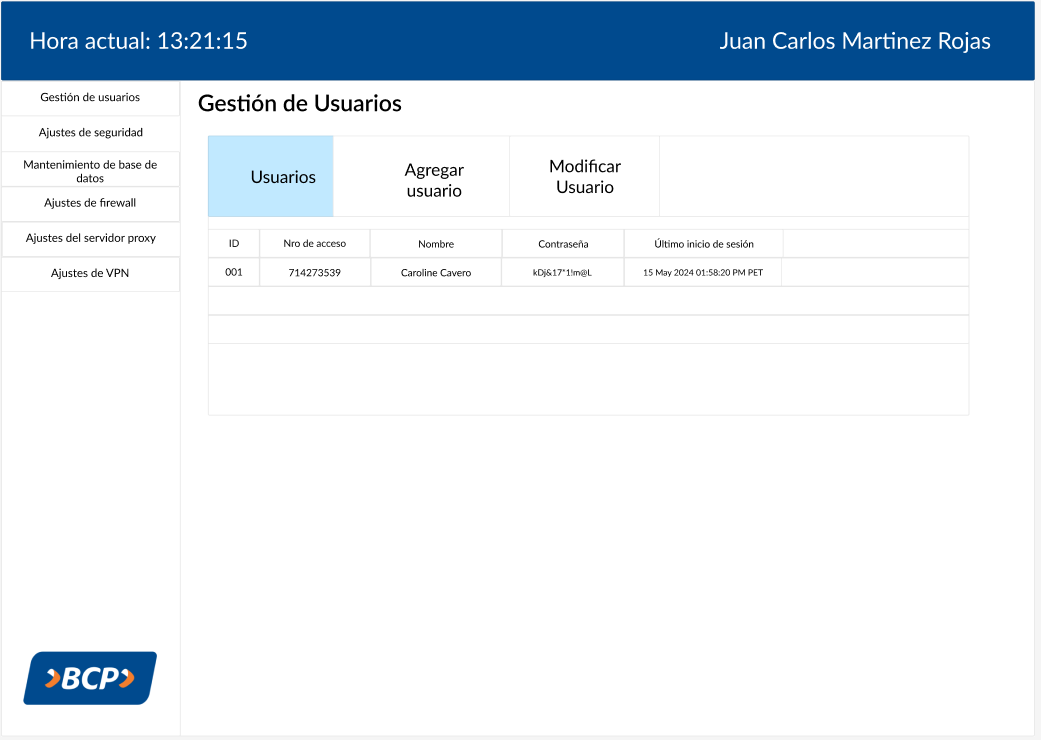 Hora actual: 13:21:15
Juan Carlos Martinez Rojas
Gestión de usuarios
Ajustes de seguridad
Mantenimiento de base de
datos
Ajustes de firewall
Ajustes del servidor proxy
Ajustes de VPN
Gestión de Usuarios
Usuarios
Agregar
usuario
Modificar
Usuario
ID Nro de acceso Nombre Contraseña Último inicio de sesión
001 714273539 Caroline Cavero kDj&17"1!m@L 15 May 2024 01:58:20 PM PET
BCP